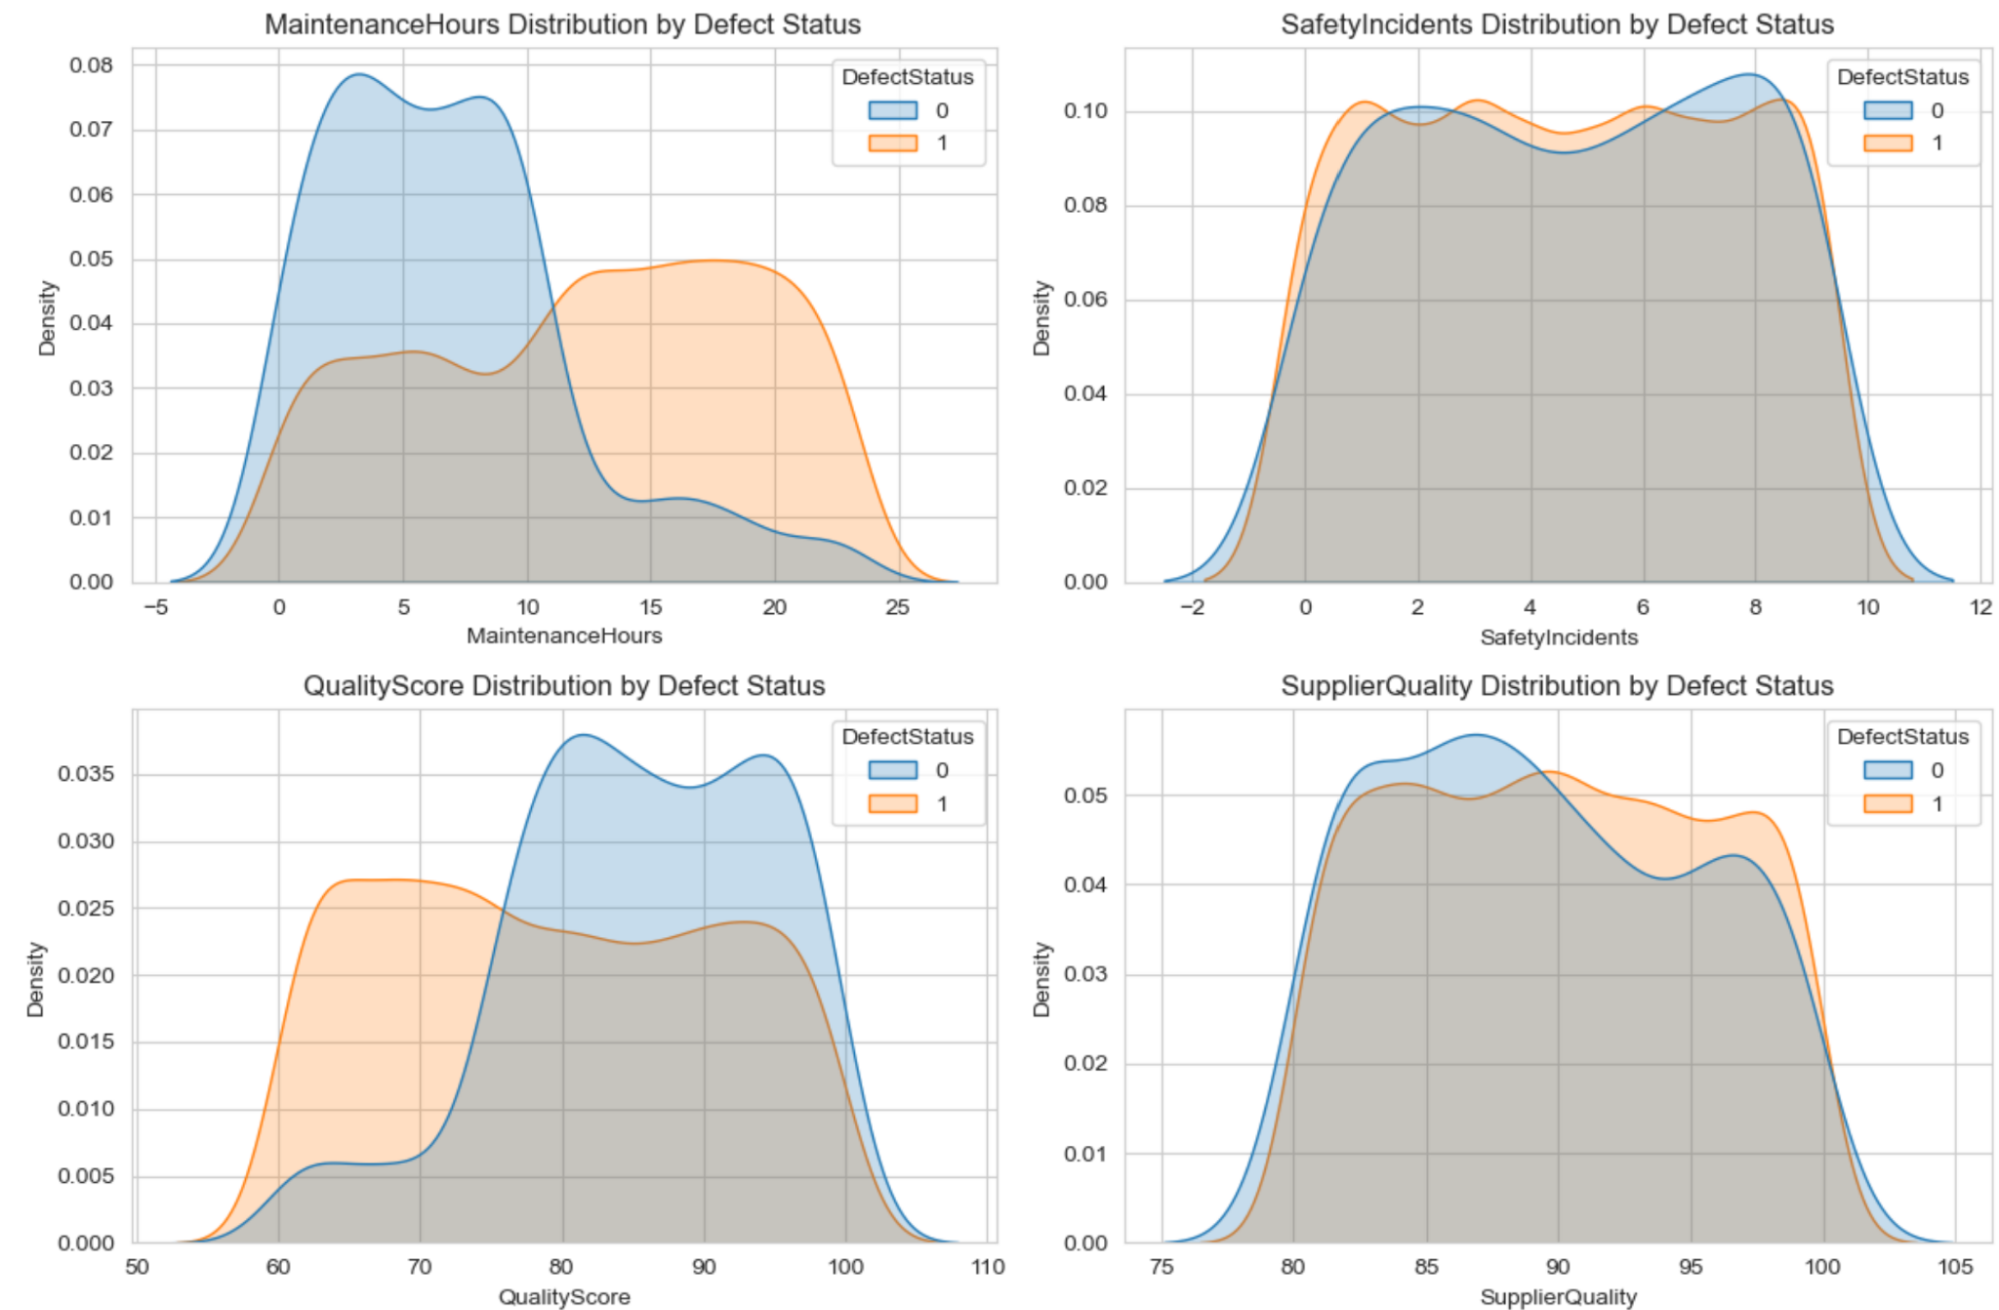 MaintenanceHours Distribution by Defect Status
DefectStatus
0
1
0.08
0.07
0.06
0.05
0.04
0.03
0.02
0.01
0.00
Density
−5 0 5 10 15 20 25
MaintenanceHours
SafetyIncidents Distribution by Defect Status
DefectStatus
0
1
0.10
0.08
0.06
0.04
0.02
0.00
Density
−2 0 2 4 6 8 10 12
SafetyIncidents
QualityScore Distribution by Defect Status
DefectStatus
0
1
0.035
0.030
0.025
0.020
0.015
0.010
0.005
0.000
Density
50 60 70 80 90 100 110
QualityScore
SupplierQuality Distribution by Defect Status
DefectStatus
0
1
0.05
0.04
0.03
0.02
0.01
0.00
Density
75 80 85 90 95 100 105
SupplierQuality